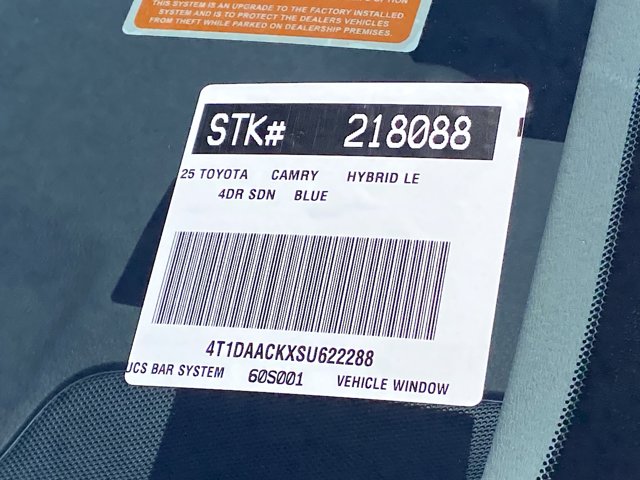 THIS SYSTEM IS AN UPGRADE TO THE FACTORY INSTALLED
SYSTEM AND IS TO PROTECT THE DEALERS VEHICLES
FROM THEFT WHILE PARKED ON DEALERSHIP PREMISES.
STK# 218088
25 TOYOTA CAMRY HYBRID LE
4DR SDN BLUE
4T1DAACKXSU622288
UCS BAR SYSTEM 60S001 VEHICLE WINDOW